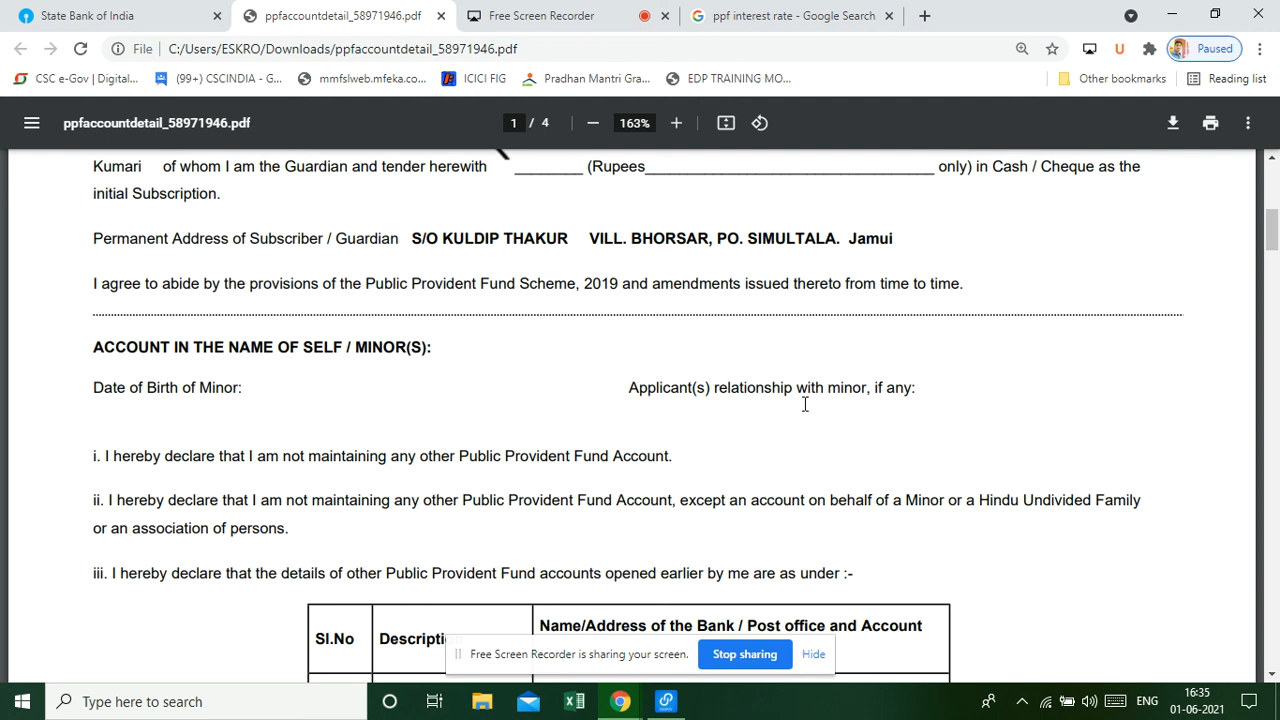 State Bank of India
ppfaccountdetail_58971946.pdf
Free Screen Recorder
ppf interest rate - Google Search
File
C:/Users/ESKRO/Downloads/ppfaccountdetail_58971946.pdf
U
Paused
CSC e-Gov | Digital...
(99+) CSCINDIA - G...
mmfslweb.mfeka.co...
ICICI FIG
Pradhan Mantri Gra...
EDP TRAINING MO...
Other bookmarks
Reading list
ppfaccountdetail_58971946.pdf
1 / 4
163%
Kumari of whom I am the Guardian and tender herewith ________ (Rupees__________________________________ only) in Cash / Cheque as the
initial Subscription.
Permanent Address of Subscriber / Guardian S/O KULDIP THAKUR VILL. BHORSAR, PO. SIMULTALA. Jamui
I agree to abide by the provisions of the Public Provident Fund Scheme, 2019 and amendments issued thereto from time to time.
ACCOUNT IN THE NAME OF SELF / MINOR(S):
Date of Birth of Minor:
Applicant(s) relationship with minor, if any:
i. I hereby declare that I am not maintaining any other Public Provident Fund Account.
ii. I hereby declare that I am not maintaining any other Public Provident Fund Account, except an account on behalf of a Minor or a Hindu Undivided Family
or an association of persons.
iii. I hereby declare that the details of other Public Provident Fund accounts opened earlier by me are as under :-
Name/Address of the Bank / Post office and Account
Sl.No
Descripti
Free Screen Recorder is sharing your screen.
Stop sharing
Hide
Type here to search
ENG
16:35
01-06-2021